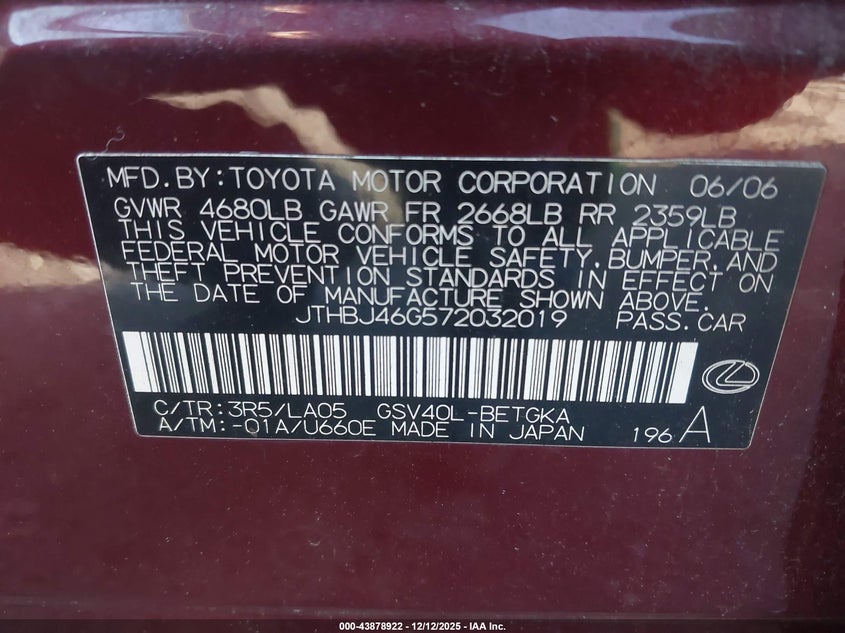 MFD.BY:TOYOTA MOTOR CORPORATION 06/06
GVWR 4680LB GAWR FR 2668LB RR 2359LB
THIS VEHICLE CONFORMS TO ALL APPLICABLE
FEDERAL MOTOR VEHICLE SAFETY,BUMPER,AND
THEFT PREVENTION STANDARDS IN EFFECT ON
THE DATE OF MANUFACTURE SHOWN ABOVE.
JTHBJ46G572032019 PASS.CAR
C/TR:3R5/LA05 GSV40L-BETGKA
A/TM:-01A/U660E MADE IN JAPAN 196 A
000-43878922 - 12/12/2025 - IAA Inc.